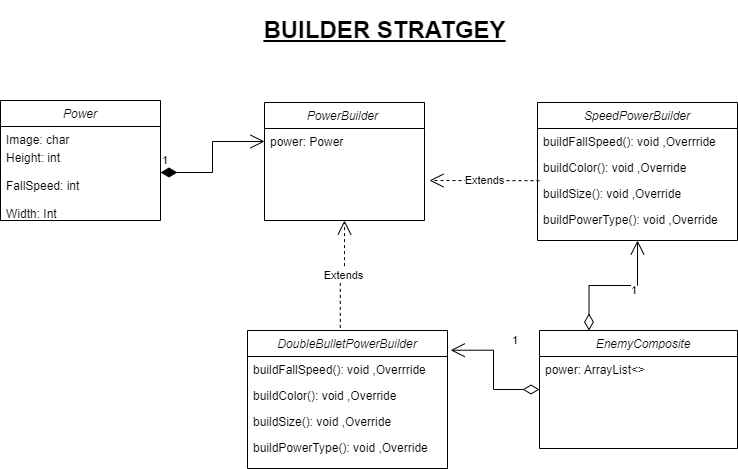 BUILDER STRATGEY
Power
Image: char
Height: int
FallSpeed: int
Width: Int
1
PowerBuilder
power: Power
SpeedPowerBuilder
buildFallSpeed(): void ,Overrride
buildColor(): void ,Override
buildSize(): void ,Override
buildPowerType(): void ,Override
Extends
Extends
DoubleBulletPowerBuilder
buildFallSpeed(): void ,Overrride
buildColor(): void ,Override
buildSize(): void ,Override
buildPowerType(): void ,Override
1
1
EnemyComposite
power: ArrayList<>